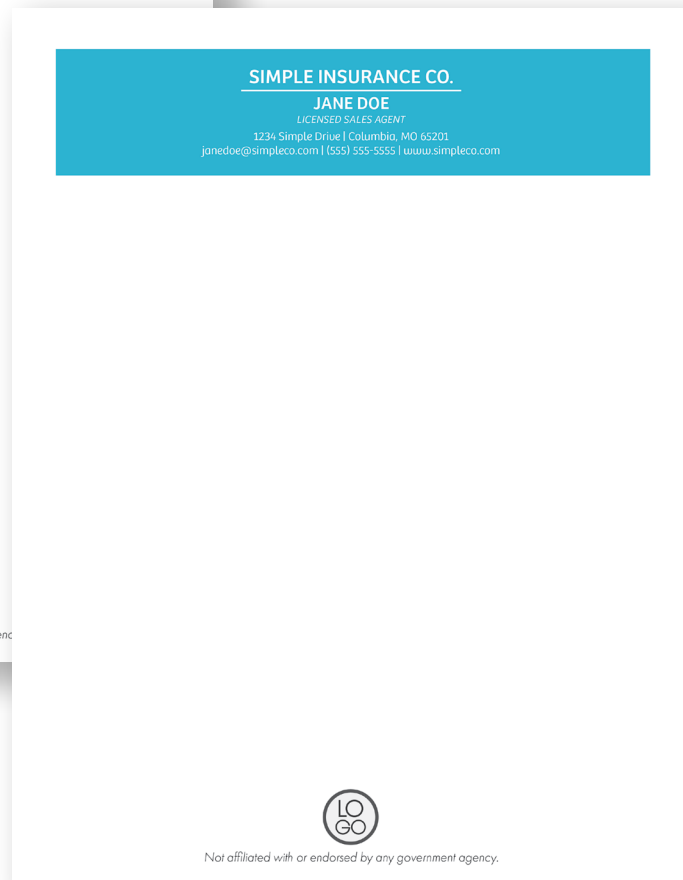 SIMPLE INSURANCE CO.
JANE DOE
LICENSED SALES AGENT
1234 Simple Drive | Columbia, MO 65201
janedoe@simpleco.com | (555) 555-5555 | www.simpleco.com
LO
GO
Not affiliated with or endorsed by any government agency.